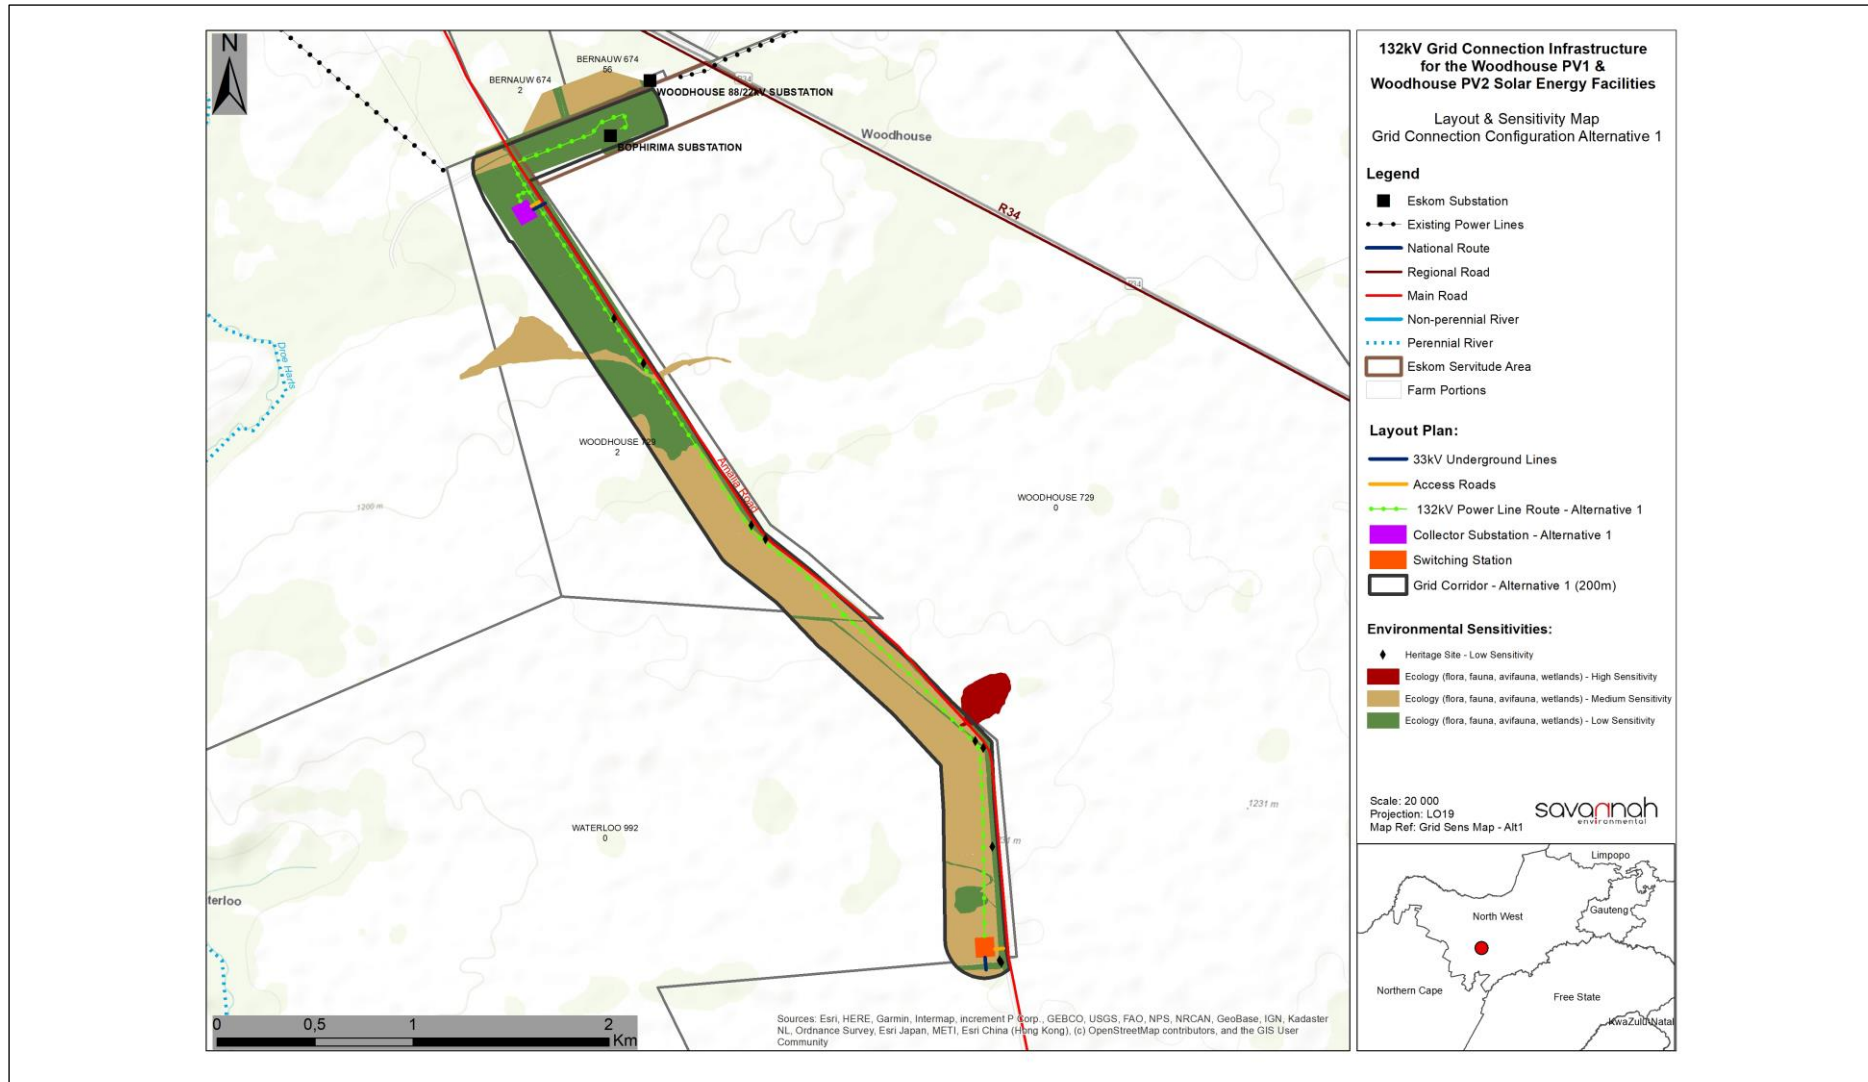 N
BERNAUW 674
56
BERNAUW 674
2
WOODHOUSE 88/22kV SUBSTATION
BOPHIRIMA SUBSTATION
Woodhouse
R34
Droe Harts
WOODHOUSE 729
2
Amalia Road
WOODHOUSE 729
0
1200 m
1231 m
WATERLOO 992
0
terloo
0
0,5
1
2
Km
Sources: Esri, HERE, Garmin, Intermap, increment P Corp., GEBCO, USGS, FAO, NPS, NRCAN, GeoBase, IGN, Kadaster
NL, Ordnance Survey, Esri Japan, METI, Esri China (Hong Kong), (c) OpenStreetMap contributors, and the GIS User
Community
132kV Grid Connection Infrastructure
for the Woodhouse PV1 &
Woodhouse PV2 Solar Energy Facilities
Layout & Sensitivity Map
Grid Connection Configuration Alternative 1
Legend
Eskom Substation
Existing Power Lines
National Route
Regional Road
Main Road
Non-perennial River
Perennial River
Eskom Servitude Area
Farm Portions
Layout Plan:
33kV Underground Lines
Access Roads
132kV Power Line Route - Alternative 1
Collector Substation - Alternative 1
Switching Station
Grid Corridor - Alternative 1 (200m)
Environmental Sensitivities:
Heritage Site - Low Sensitivity
Ecology (flora, fauna, avifauna, wetlands) - High Sensitivity
Ecology (flora, fauna, avifauna, wetlands) - Medium Sensitivity
Ecology (flora, fauna, avifauna, wetlands) - Low Sensitivity
Scale: 20 000
Projection: LO19
Map Ref: Grid Sens Map - Alt1
savannah
environmental
Limpopo
North West
Gauteng
Northern Cape
Free State
KwaZulu-Natal